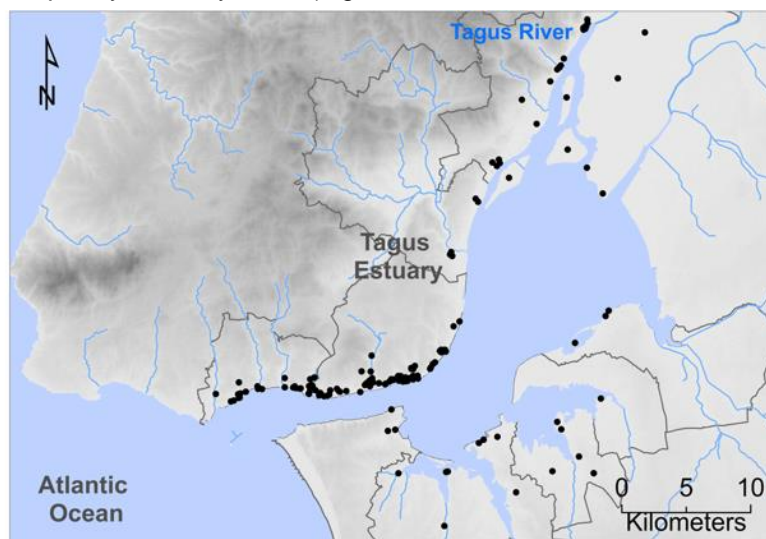 Tagus River
N
Tagus
Estuary
Atlantic
Ocean
0 5 10
Kilometers